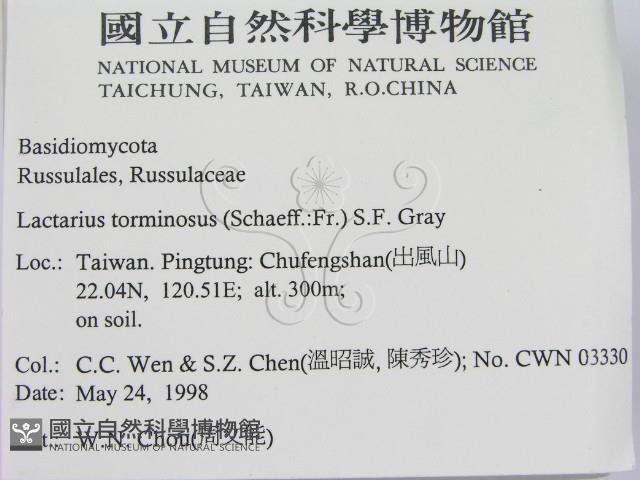 國立自然科學博物館
NATIONAL MUSEUM OF NATURAL SCIENCE
TAICHUNG, TAIWAN, R.O.CHINA
Basidiomycota
Russulales, Russulaceae
Lactarius torminosus (Schaeff.:Fr.) S.F. Gray
Loc.: Taiwan. Pingtung: Chufengshan(出風山)
22.04N, 120.51E; alt. 300m;
on soil.
Col.: C.C. Wen & S.Z. Chen(溫昭誠, 陳秀珍); No. CWN 03330
Date: May 24, 1998
W.N. Chou(周文能)
國立自然科學博物館
NATIONAL MUSEUM OF NATURAL SCIENCE